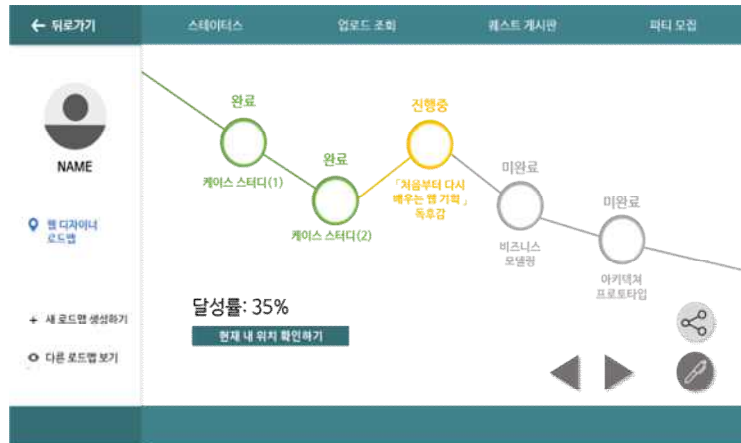 ← 뒤로가기
스테이터스
업로드 조회
퀘스트 게시판
파티 모집
NAME
웹 디자이너
로드맵
+ 새 로드맵 생성하기
다른 로드맵 보기
완료
케이스 스터디(1)
완료
케이스 스터디(2)
진행중
「처음부터 다시
배우는 웹 기획」
독후감
미완료
비즈니스
모델링
미완료
아키텍쳐
프로토타입
달성률: 35%
현재 내 위치 확인하기